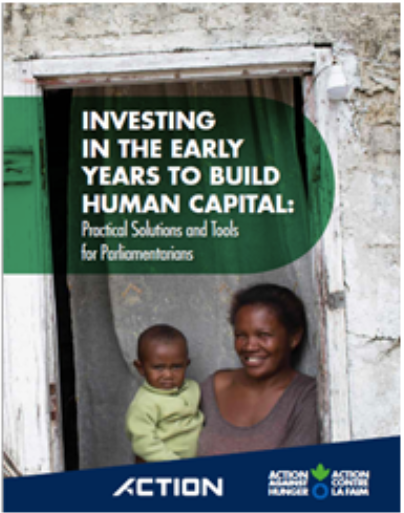 INVESTING
IN THE EARLY
YEARS TO BUILD
HUMAN CAPITAL:
Practical Solutions and Tools
for Parliamentarians
ACTION
ACTION
AGAINST
HUNGER
ACTION
CONTRE
LA FAIM